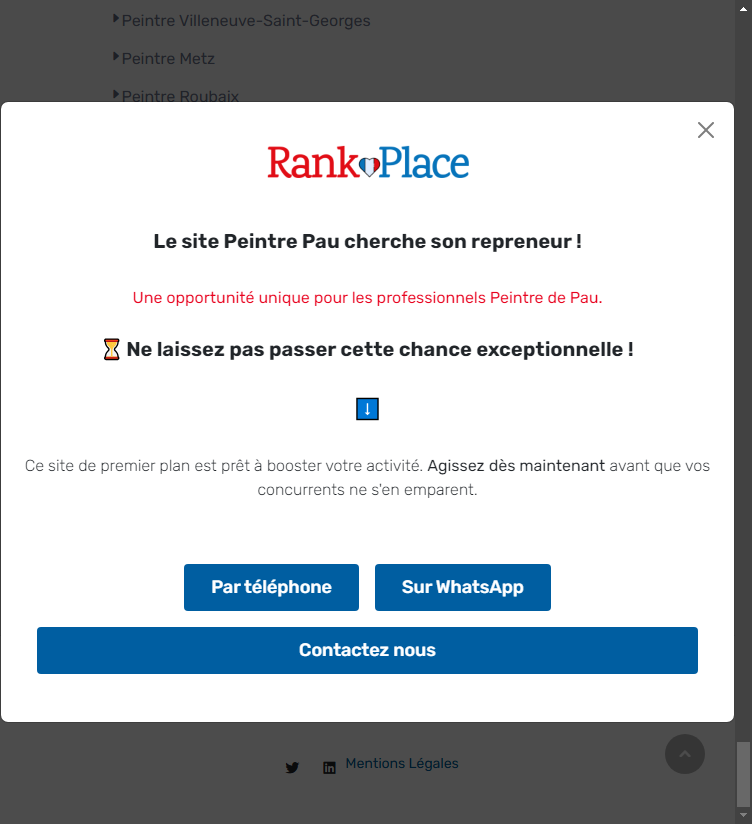 Peintre Villeneuve-Saint-Georges
Peintre Metz
Peintre Roubaix
Rank Place
Le site Peintre Pau cherche son repreneur !
Une opportunité unique pour les professionnels Peintre de Pau.
⏳ Ne laissez pas passer cette chance exceptionnelle !
Ce site de premier plan est prêt à booster votre activité. Agissez dès maintenant avant que vos
concurrents ne s'en emparent.
Par téléphone
Sur WhatsApp
Contactez nous
Mentions Légales